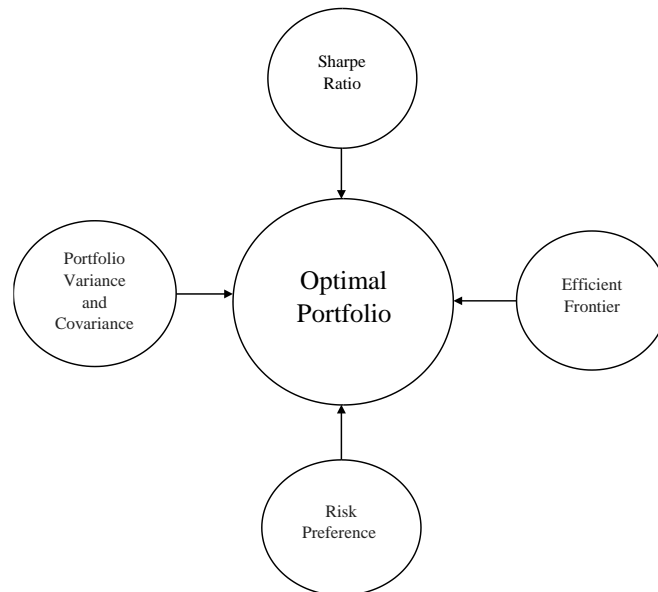 Sharpe
Ratio
Portfolio
Variance
and
Covariance
Optimal
Portfolio
Efficient
Frontier
Risk
Preference